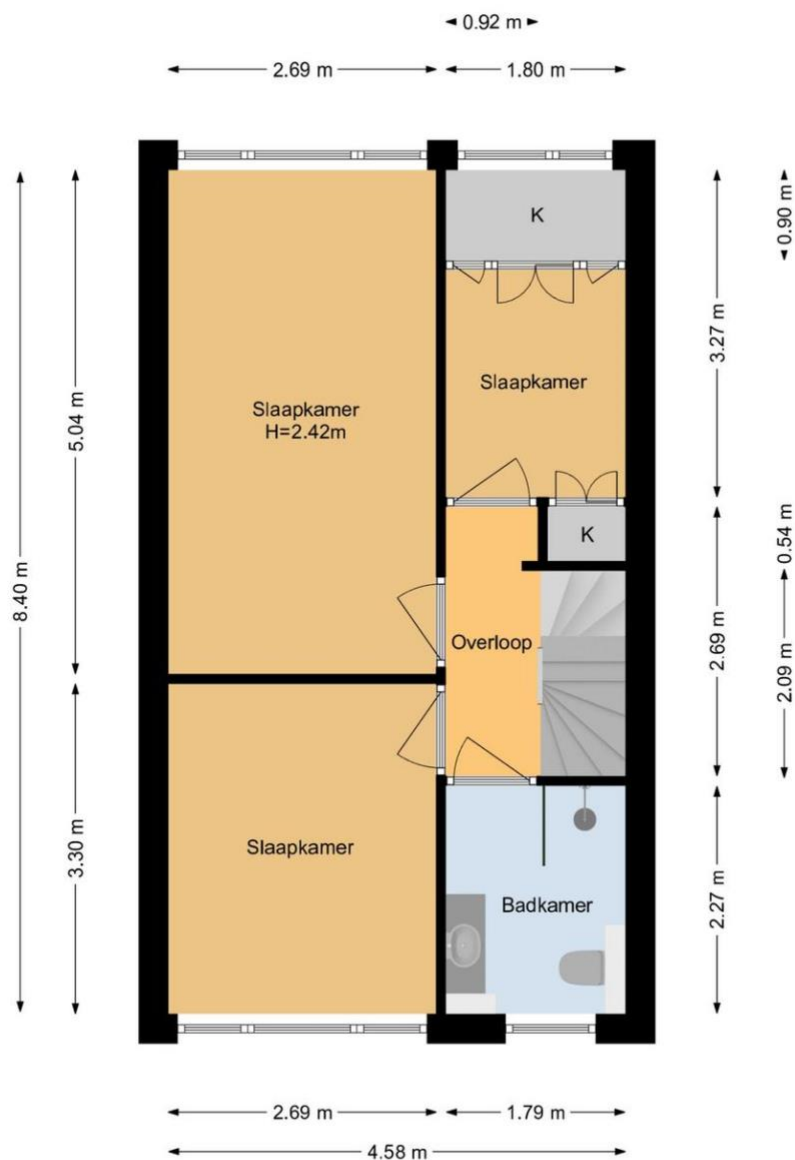 0.92 m
2.69 m
1.80 m
K
0.90 m
3.27 m
Slaapkamer
Slaapkamer
H=2.42m
5.04 m
8.40 m
K
0.54 m
Overloop
2.69 m
2.09 m
Slaapkamer
3.30 m
Badkamer
2.27 m
2.69 m
1.79 m
4.58 m